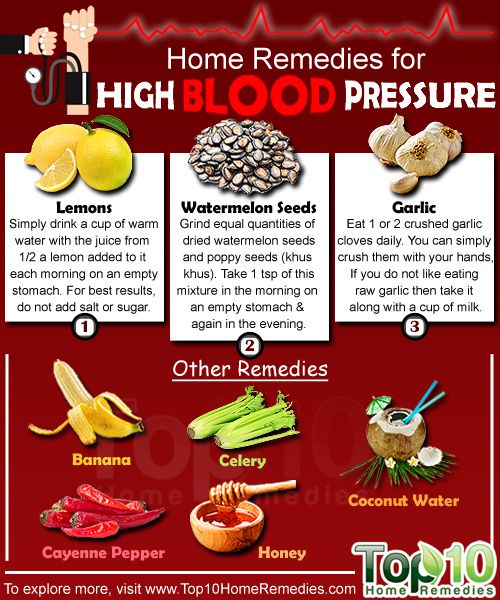 Home Remedies for
HIGH BLOOD PRESSURE
Lemons
Simply drink a cup of warm
water with the juice from
1/2 a lemon added to it
each morning on an empty
stomach. For best results,
do not add salt or sugar.
1
Watermelon Seeds
Grind equal quantities of
dried watermelon seeds
and poppy seeds (khus
khus). Take 1 tsp of this
mixture in the morning on
an empty stomach &
again in the evening.
2
Garlic
Eat 1 or 2 crushed garlic
cloves daily. You can simply
crush them with your hands,
If you do not like eating
raw garlic then take it
along with a cup of milk.
3
Other Remedies
Banana
Celery
Coconut Water
Cayenne Pepper
Honey
Top10
Home Remedies
To explore more, visit www.Top10HomeRemedies.com
Top10
Home Remedies